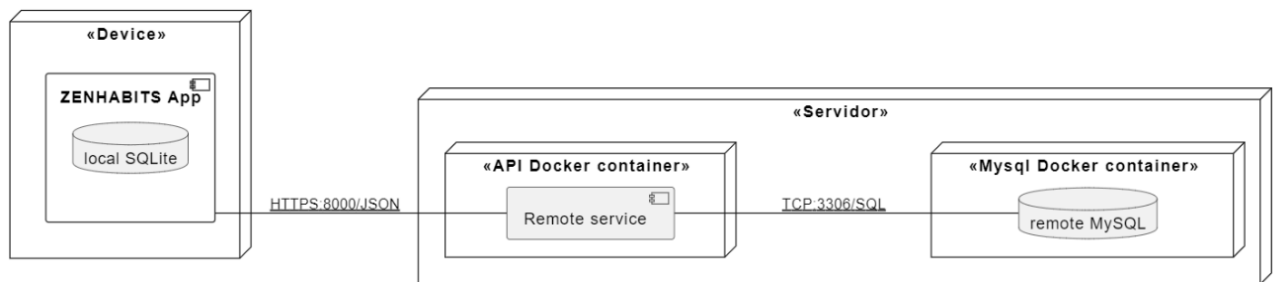 «Device»
ZENHABITS App
local SQLite
HTTPS:8000/JSON
«Servidor»
«API Docker container»
Remote service
TCP:3306/SQL
«Mysql Docker container»
remote MySQL